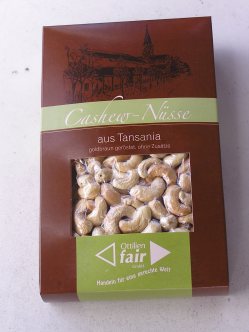 Cashew-Nüsse
aus Tansania
goldbraun geröstet, ohne Zusätze
Ottilien
fair
Handeln für eine gerechte Welt